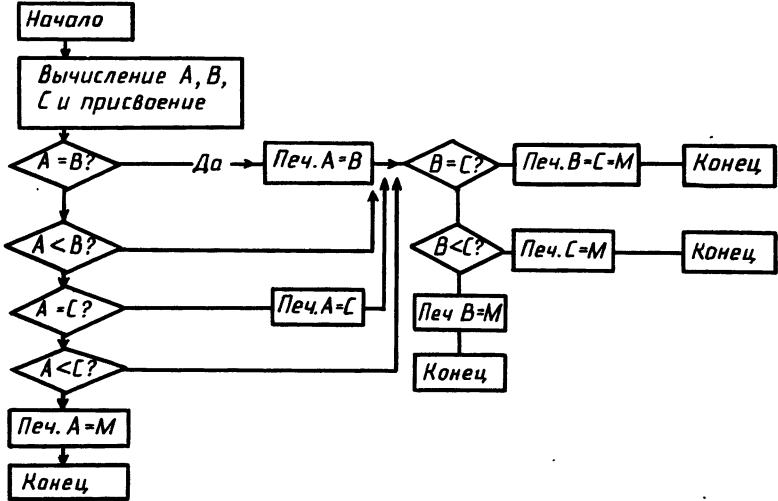 Начало
Вычисление А, В,
С и присвоение
А = В?
Да
Печ. А=В
В=С?
Печ. В=С=М
Конец
А < В?
В<С?
Печ. С=М
Конец
А =С?
Печ. А=С
Печ В=М
А <С?
Конец
Печ. А=М
Конец